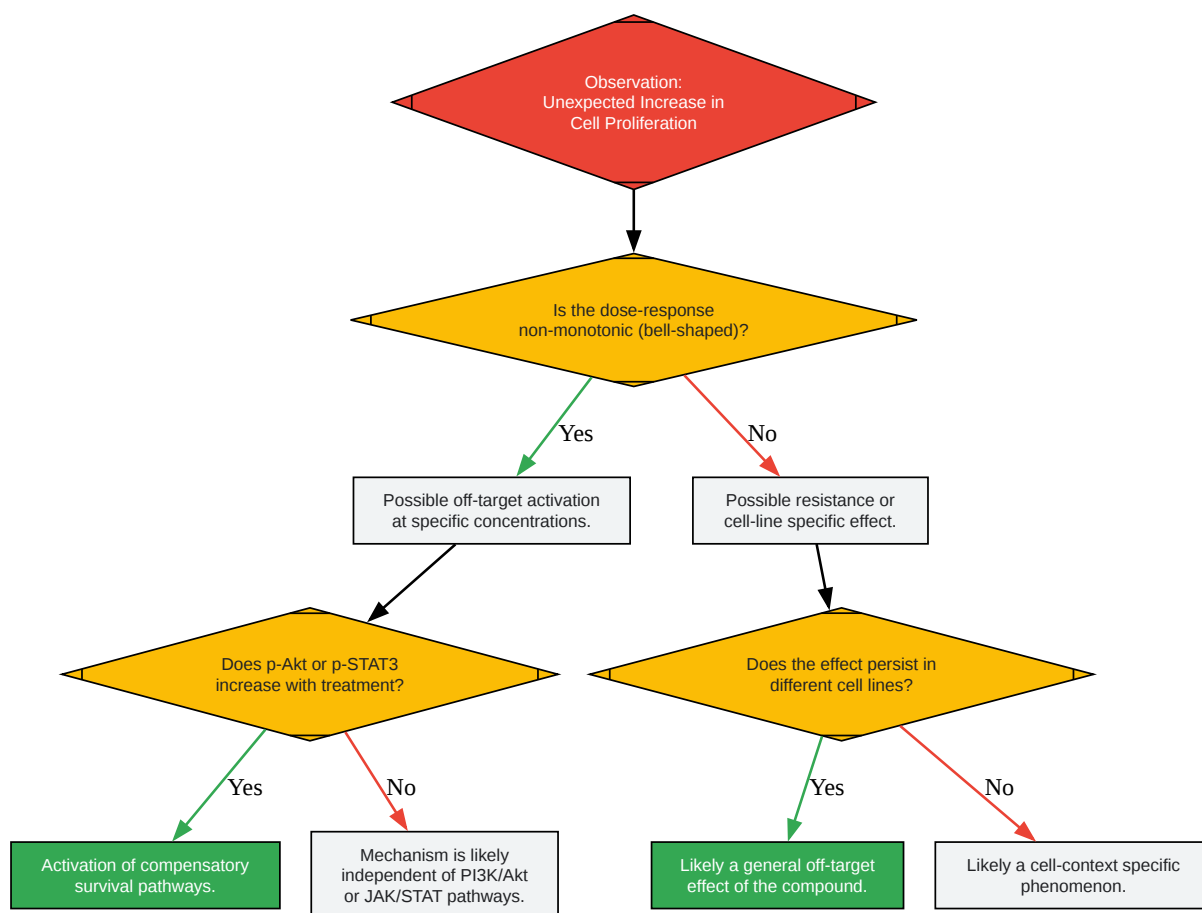 Observation:
Unexpected Increase in
Cell Proliferation
Is the dose-response
non-monotonic (bell-shaped)?
Yes
No
Possible off-target activation
at specific concentrations.
Possible resistance or
cell-line specific effect.
Does p-Akt or p-STAT3
increase with treatment?
Does the effect persist in
different cell lines?
Yes
No
Yes
No
Activation of compensatory
survival pathways.
Mechanism is likely
independent of PI3K/Akt
or JAK/STAT pathways.
Likely a general off-target
effect of the compound.
Likely a cell-context specific
phenomenon.